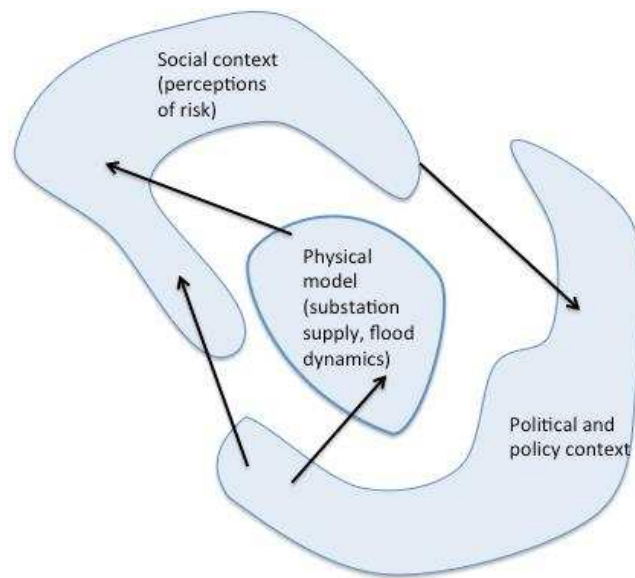 Social context
(perceptions
of risk)
Physical
model
(substation
supply, flood
dynamics)
Political and
policy context